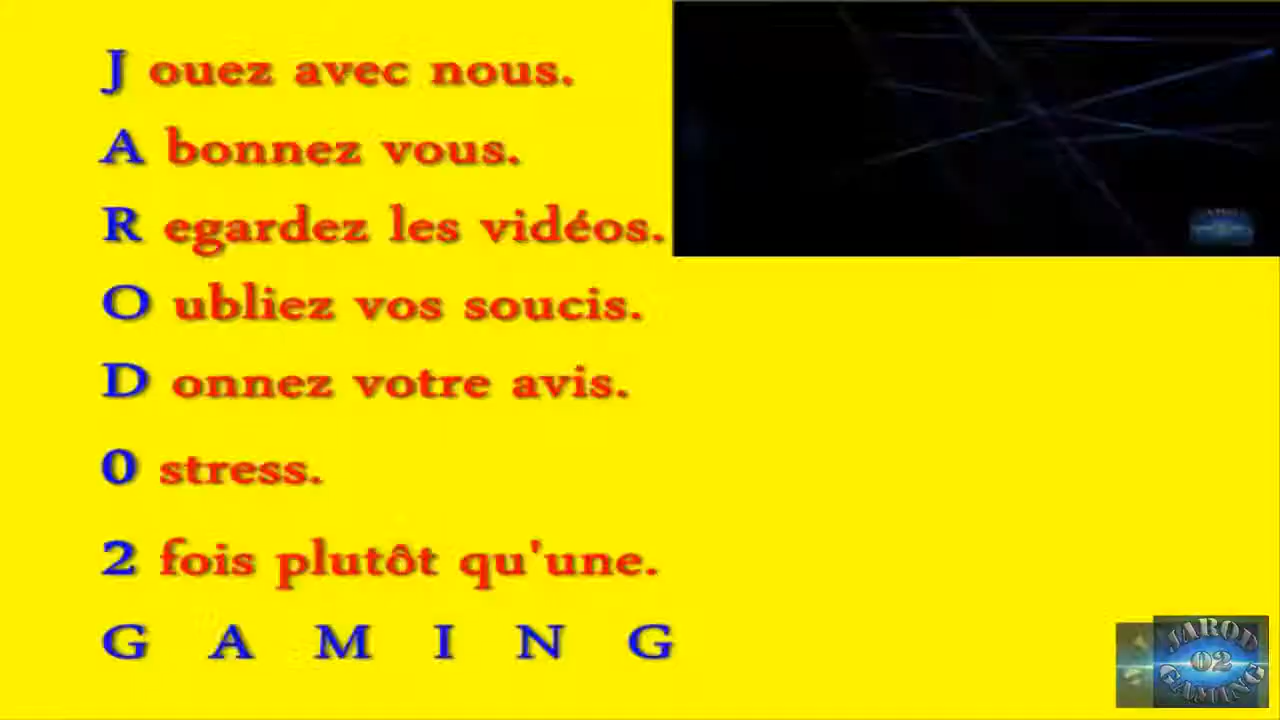 J ouez avec nous.
A bonnez vous.
R egardez les vidéos.
O ubliez vos soucis.
D onnez votre avis.
0 stress.
2 fois plutôt qu'une.
G A M I N G
JAROD
02
GAMING